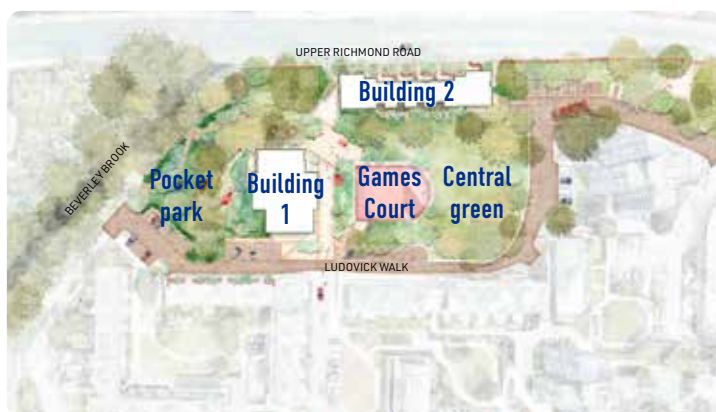 UPPER RICHMOND ROAD
Building 2
BEVERLEY BROOK
Pocket
park
Building
1
Games
Court
Central
green
LUDOVICK WALK